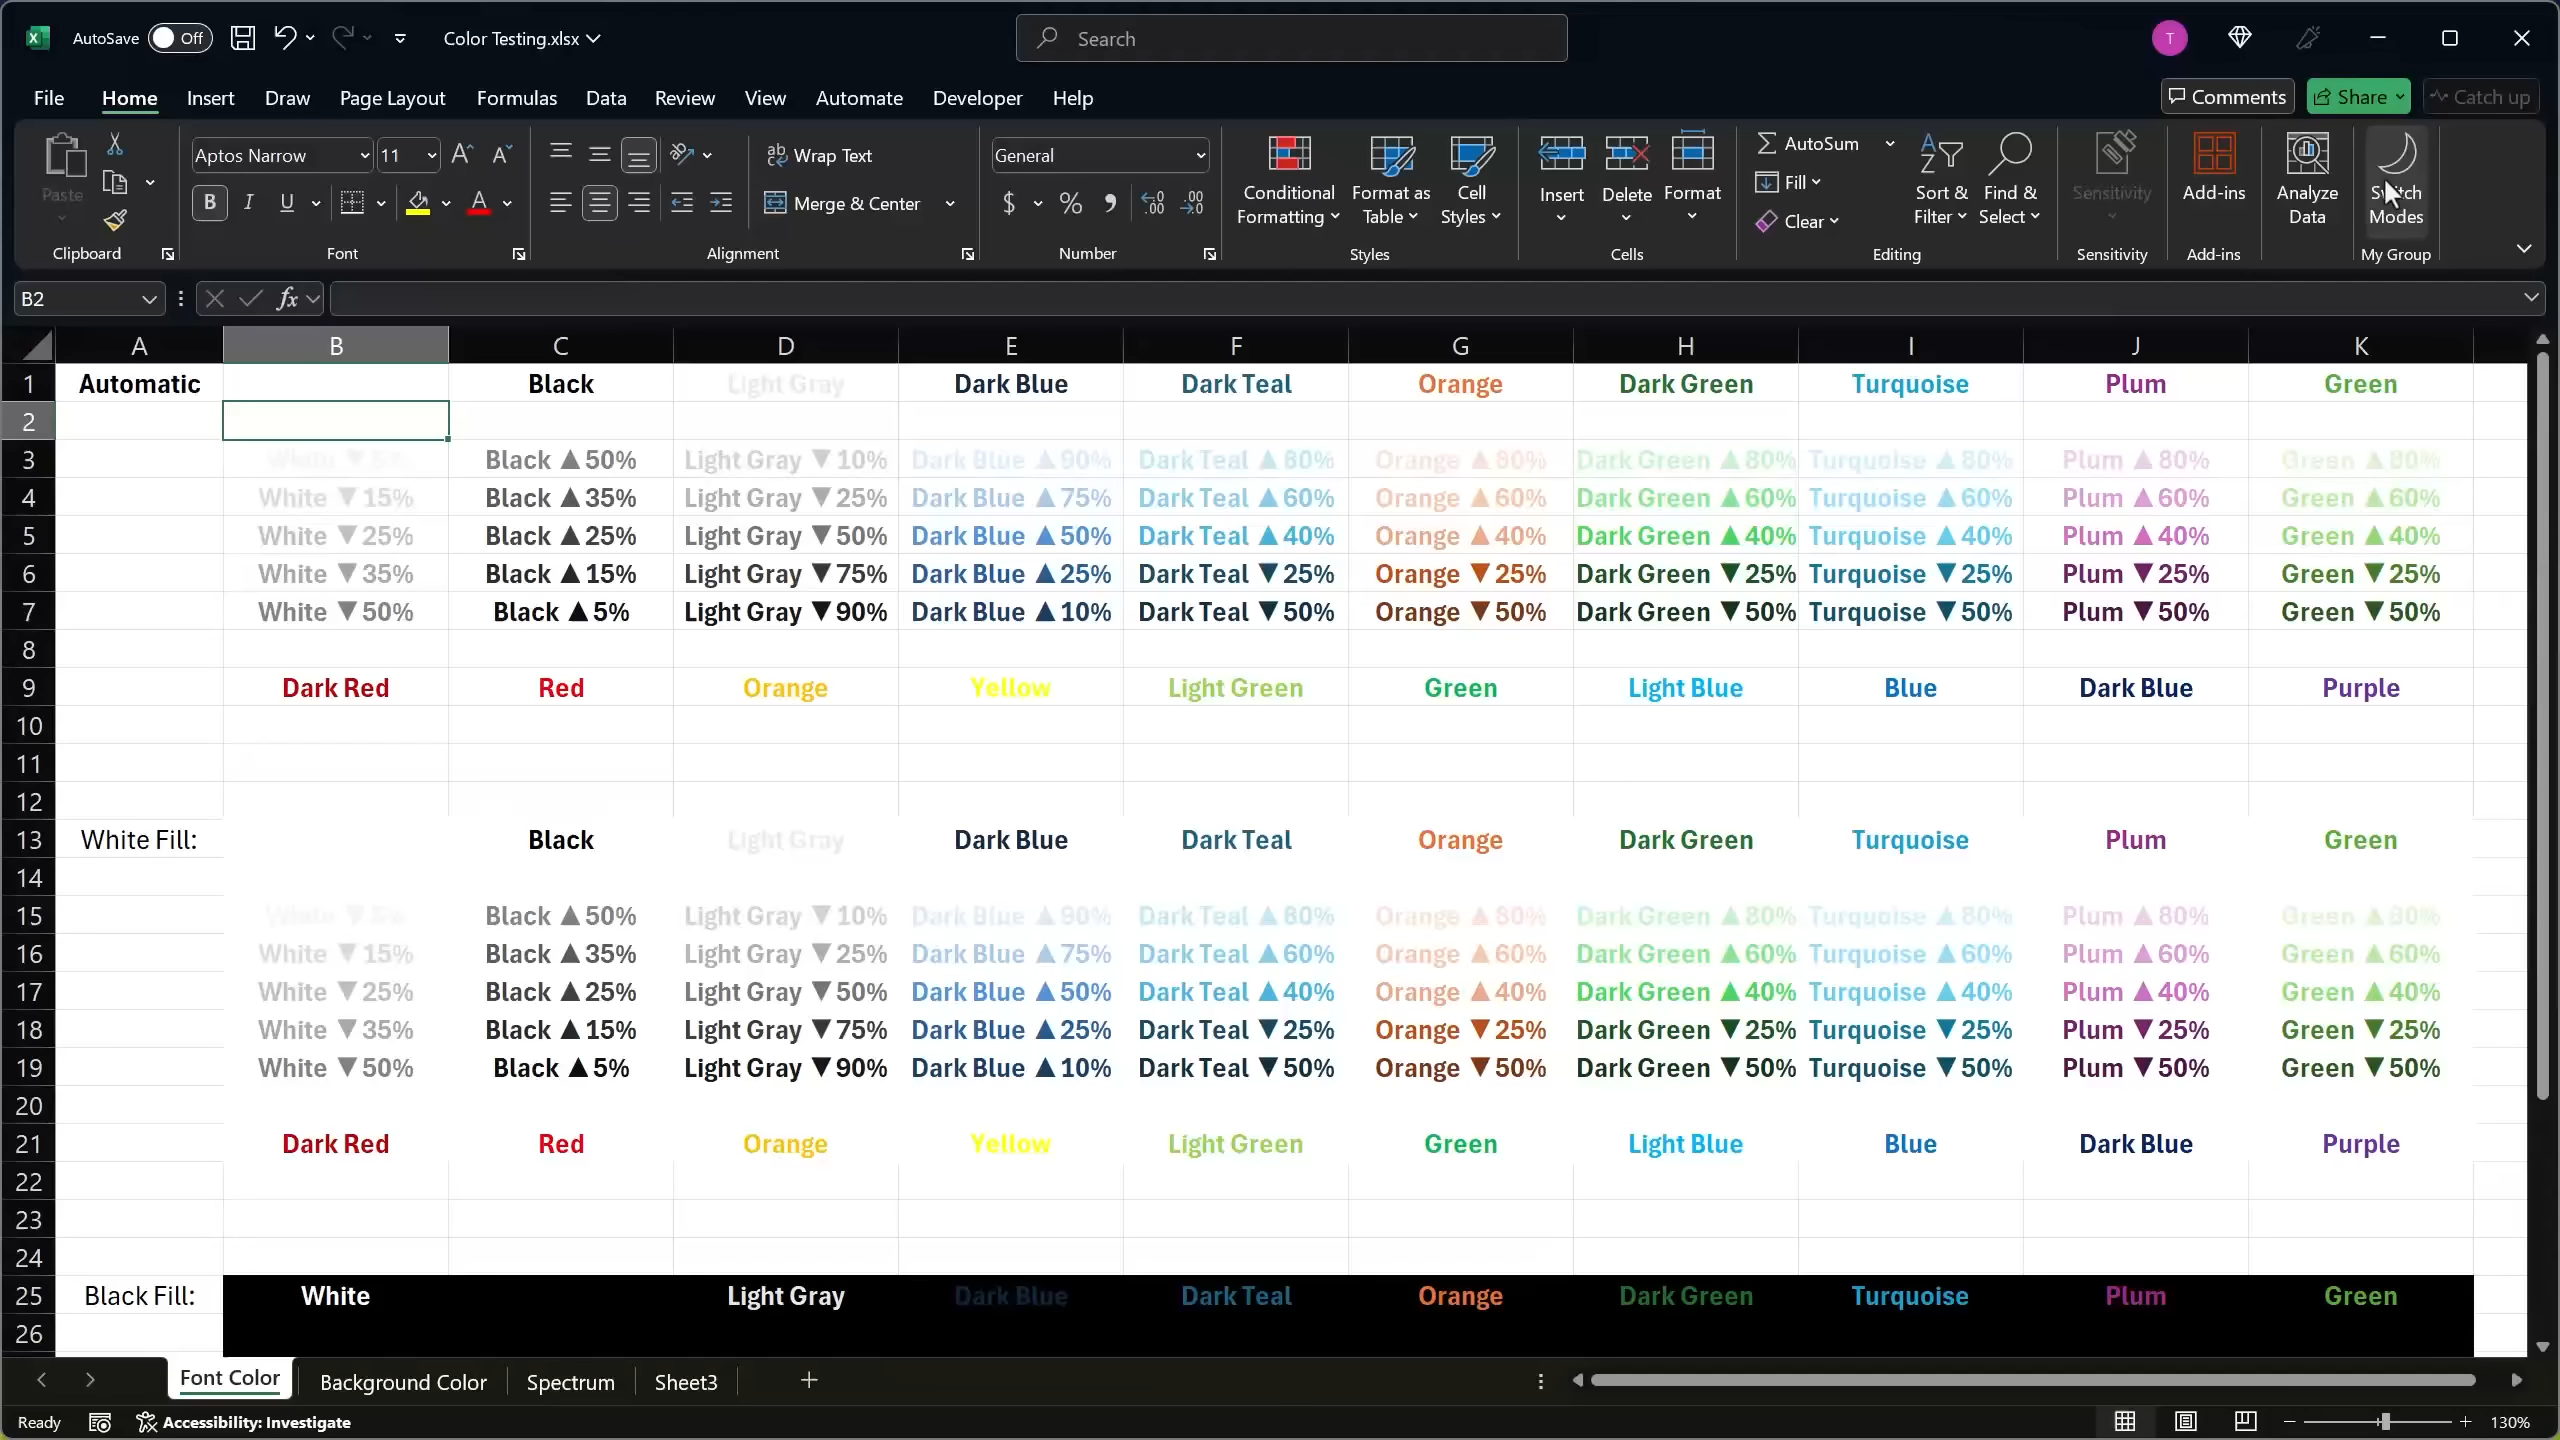 AutoSave Off Color Testing.xlsx Search T
File Home Insert Draw Page Layout Formulas Data Review View Automate Developer Help Comments Share Catch up
Paste
Clipboard
Aptos Narrow 11
B I U
Font
Wrap Text
Merge & Center
Alignment
General
$ % 9 .00 .00
Number
Conditional Formatting
Format as Table
Cell Styles
Styles
Insert Delete Format
Cells
AutoSum
Fill
Clear
Sort & Filter
Find & Select
Editing
Sensitivity
Sensitivity
Add-ins
Add-ins
Analyze Data
Switch Modes
My Group
B2 fx
A B C D E F G H I J K
1 Automatic Black Light Gray Dark Blue Dark Teal Orange Dark Green Turquoise Plum Green
2
3 White ▼ 5% Black ▲ 50% Light Gray ▼ 10% Dark Blue ▲ 90% Dark Teal ▲ 80% Orange ▲ 80% Dark Green ▲ 80% Turquoise ▲ 80% Plum ▲ 80% Green ▲ 80%
4 White ▼ 15% Black ▲ 35% Light Gray ▼ 25% Dark Blue ▲ 75% Dark Teal ▲ 60% Orange ▲ 60% Dark Green ▲ 60% Turquoise ▲ 60% Plum ▲ 60% Green ▲ 60%
5 White ▼ 25% Black ▲ 25% Light Gray ▼ 50% Dark Blue ▲ 50% Dark Teal ▲ 40% Orange ▲ 40% Dark Green ▲ 40% Turquoise ▲ 40% Plum ▲ 40% Green ▲ 40%
6 White ▼ 35% Black ▲ 15% Light Gray ▼ 75% Dark Blue ▲ 25% Dark Teal ▼ 25% Orange ▼ 25% Dark Green ▼ 25% Turquoise ▼ 25% Plum ▼ 25% Green ▼ 25%
7 White ▼ 50% Black ▲ 5% Light Gray ▼ 90% Dark Blue ▲ 10% Dark Teal ▼ 50% Orange ▼ 50% Dark Green ▼ 50% Turquoise ▼ 50% Plum ▼ 50% Green ▼ 50%
8
9 Dark Red Red Orange Yellow Light Green Green Light Blue Blue Dark Blue Purple
10
11
12
13 White Fill: Black Light Gray Dark Blue Dark Teal Orange Dark Green Turquoise Plum Green
14
15 White ▼ 5% Black ▲ 50% Light Gray ▼ 10% Dark Blue ▲ 90% Dark Teal ▲ 80% Orange ▲ 80% Dark Green ▲ 80% Turquoise ▲ 80% Plum ▲ 80% Green ▲ 80%
16 White ▼ 15% Black ▲ 35% Light Gray ▼ 25% Dark Blue ▲ 75% Dark Teal ▲ 60% Orange ▲ 60% Dark Green ▲ 60% Turquoise ▲ 60% Plum ▲ 60% Green ▲ 60%
17 White ▼ 25% Black ▲ 25% Light Gray ▼ 50% Dark Blue ▲ 50% Dark Teal ▲ 40% Orange ▲ 40% Dark Green ▲ 40% Turquoise ▲ 40% Plum ▲ 40% Green ▲ 40%
18 White ▼ 35% Black ▲ 15% Light Gray ▼ 75% Dark Blue ▲ 25% Dark Teal ▼ 25% Orange ▼ 25% Dark Green ▼ 25% Turquoise ▼ 25% Plum ▼ 25% Green ▼ 25%
19 White ▼ 50% Black ▲ 5% Light Gray ▼ 90% Dark Blue ▲ 10% Dark Teal ▼ 50% Orange ▼ 50% Dark Green ▼ 50% Turquoise ▼ 50% Plum ▼ 50% Green ▼ 50%
20
21 Dark Red Red Orange Yellow Light Green Green Light Blue Blue Dark Blue Purple
22
23
24
25 Black Fill: White Light Gray Dark Blue Dark Teal Orange Dark Green Turquoise Plum Green
26
Font Color Background Color Spectrum Sheet3
Ready Accessibility: Investigate 130%